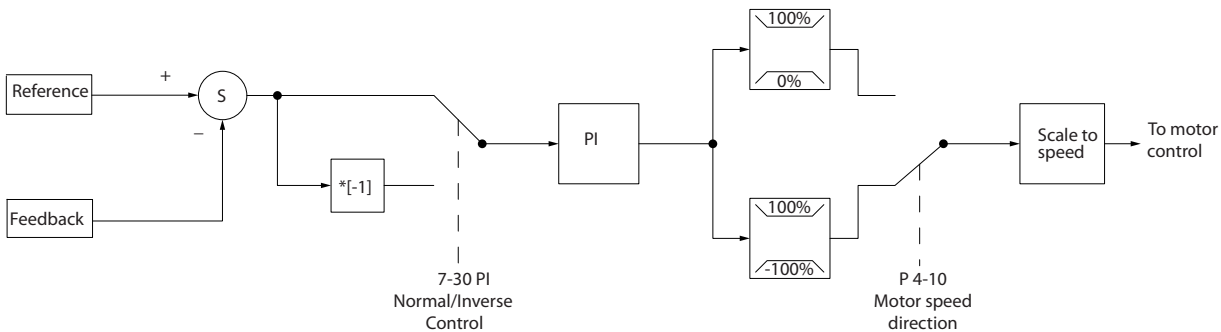 Reference
+
S
−
Feedback
*[-1]
7-30 PI
Normal/Inverse
Control
PI
100%
0%
100%
-100%
P 4-10
Motor speed
direction
Scale to
speed
To motor
control